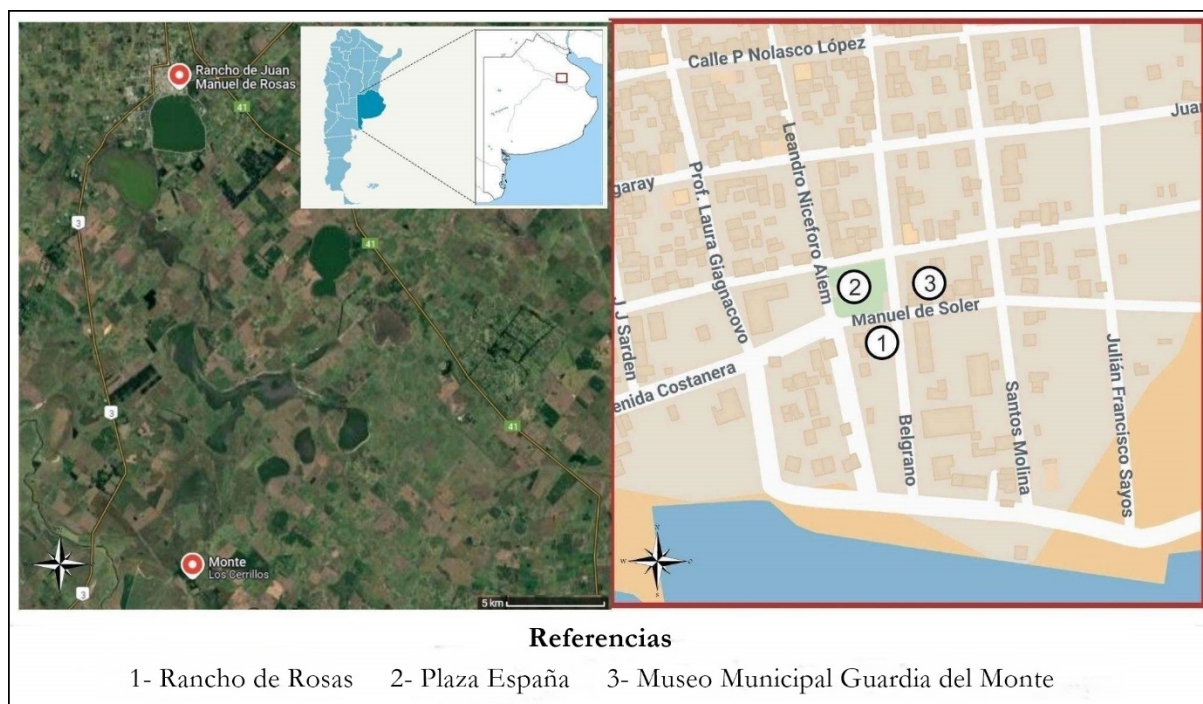 Rancho de Juan
Manuel de Rosas
41
3
41
3
41
3
Monte
Los Cerrillos
5 km
Calle P Nolasco López
Juan
garay
Prof. Laura Giagnacovo
Leandro Niceforo Alem
J J Sarden
enida Costanera
Manuel de Soler
Belgrano
Santos Molina
Julián Francisco Sayos
1
2
3
N
W
S
Referencias
1- Rancho de Rosas 2- Plaza España 3- Museo Municipal Guardia del Monte